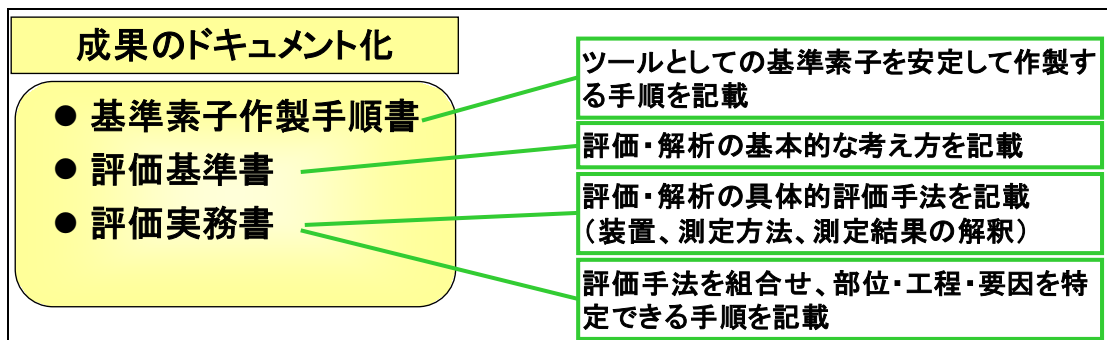 成果のドキュメント化
● 基準素子作製手順書
● 評価基準書
● 評価実務書
ツールとしての基準素子を安定して作製す
る手順を記載
評価・解析の基本的な考え方を記載
評価・解析の具体的評価手法を記載
（装置、測定方法、測定結果の解釈）
評価手法を組合せ、部位・工程・要因を特
定できる手順を記載